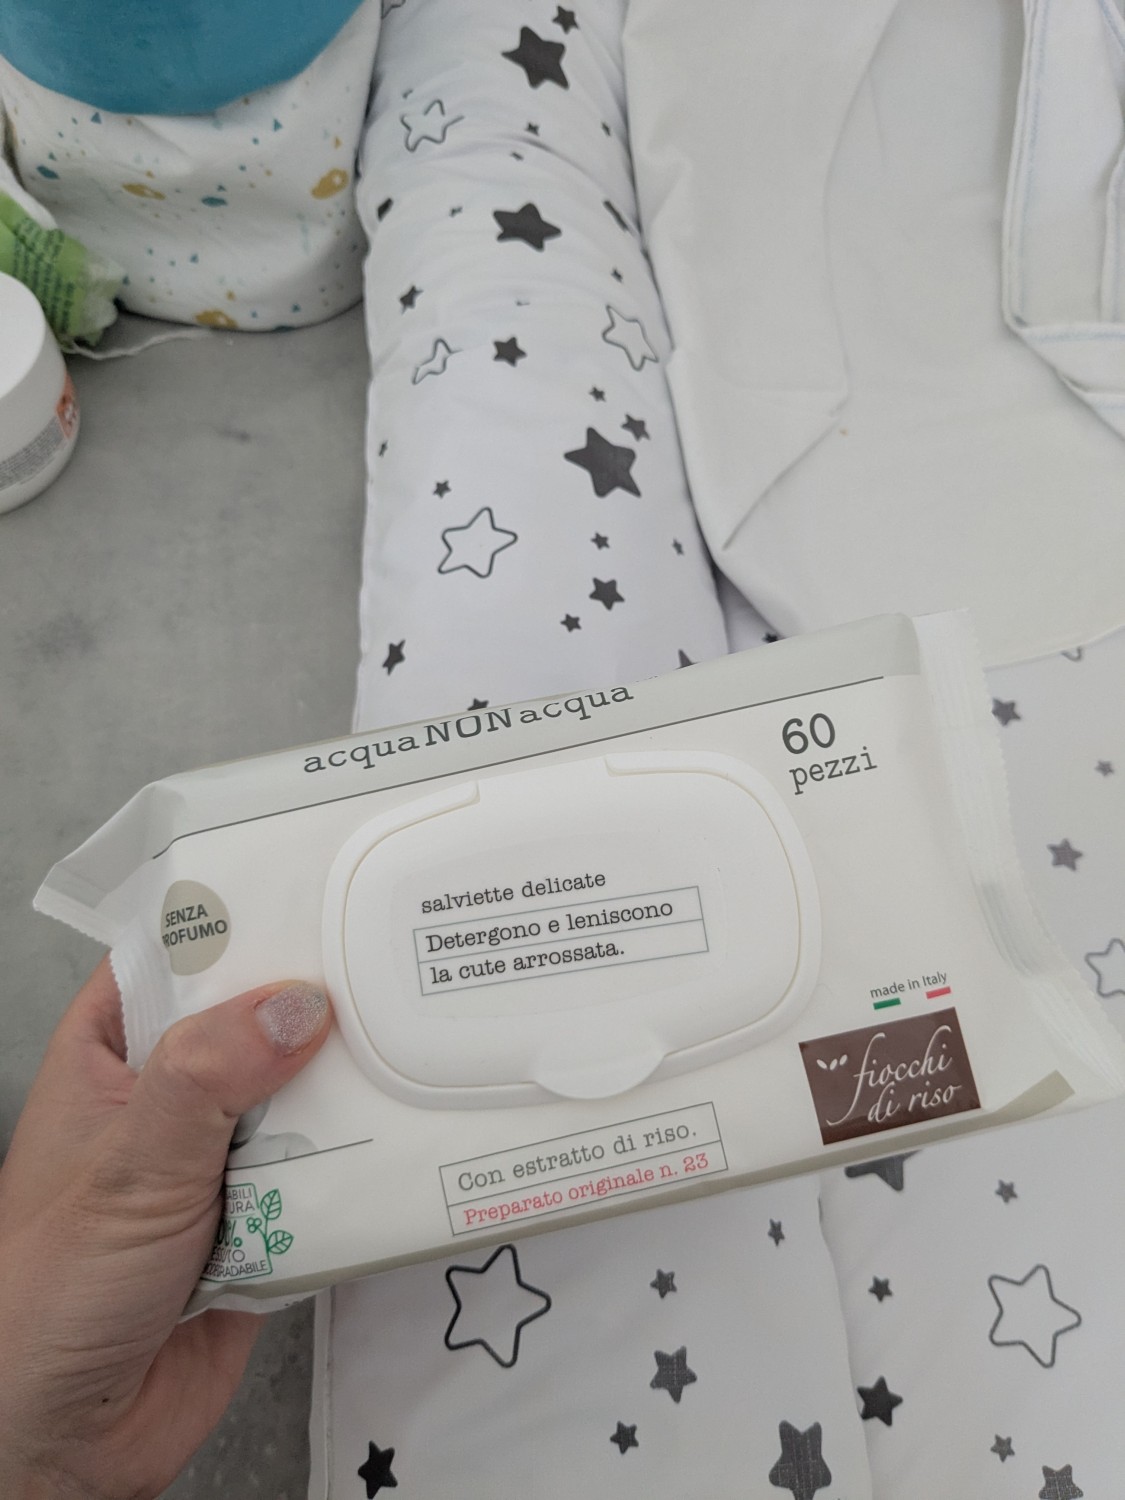 acquaNONacqua
60
pezzi
SENZA
salviette delicate
Detergono e leniscono
la cute arrossata.
made in Italy
fiocchi
di riso
Con estratto di riso.
Preparato originale n. 23